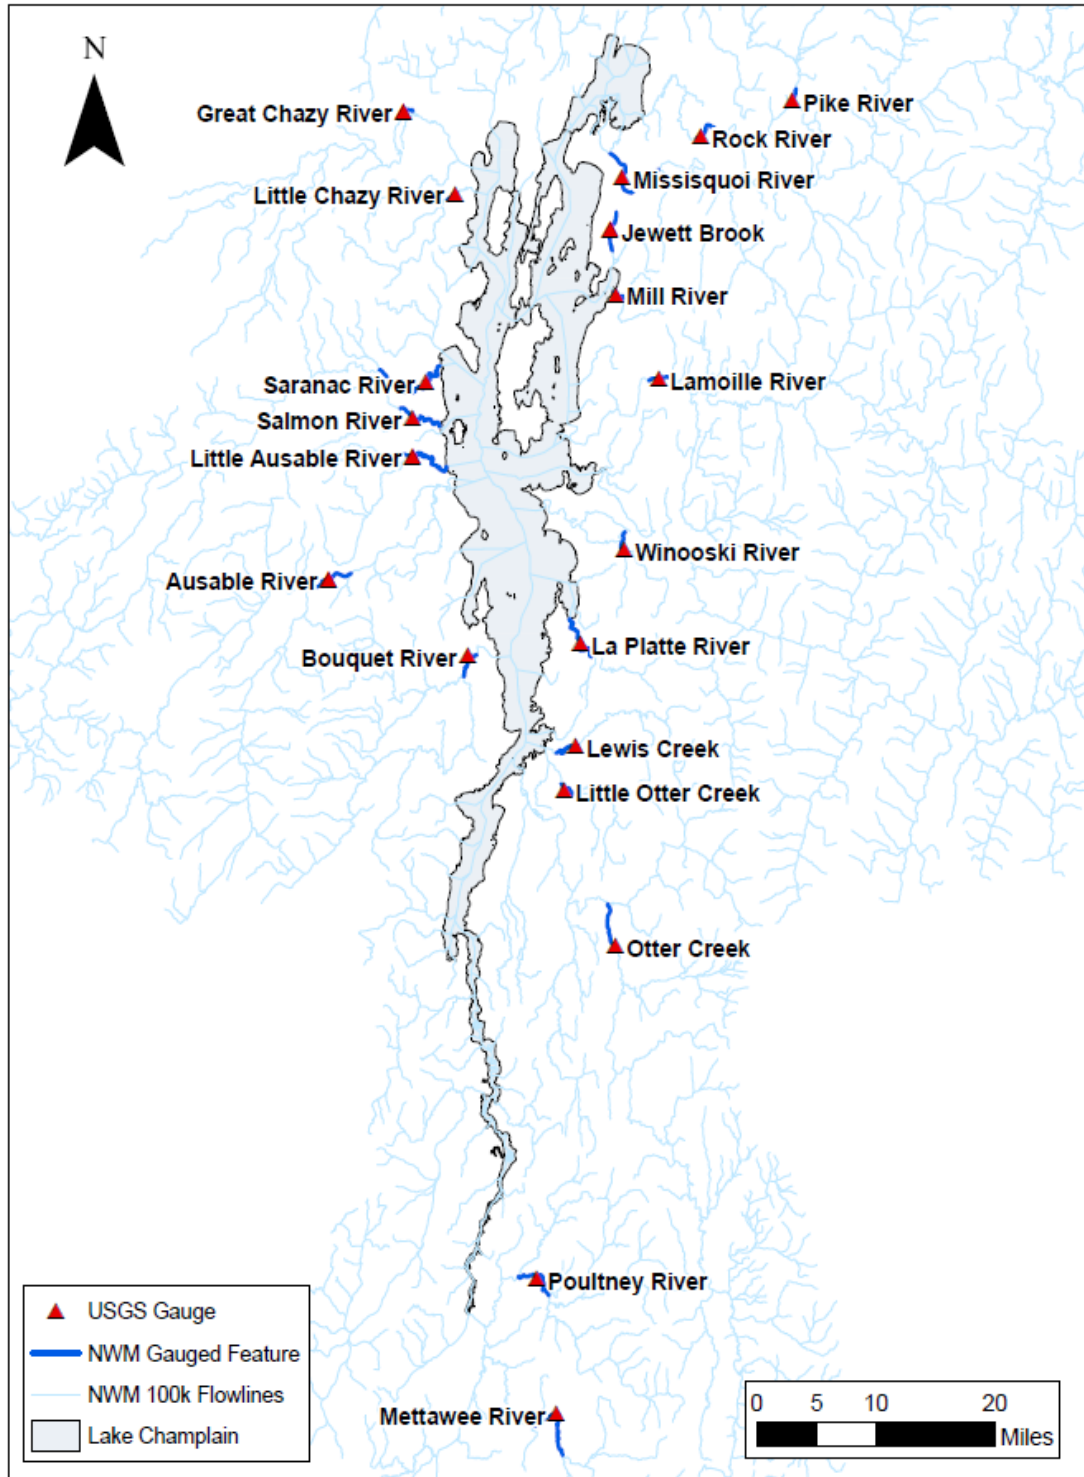 N
Great Chazy River
Pike River
Rock River
Missisquoi River
Little Chazy River
Jewett Brook
Mill River
Saranac River
Lamoille River
Salmon River
Little Ausable River
Winooski River
Ausable River
La Platte River
Bouquet River
Lewis Creek
Little Otter Creek
Otter Creek
Poultney River
USGS Gauge
NWM Gauged Feature
NWM 100k Flowlines
Lake Champlain
Mettawee River
0 5 10 20
Miles